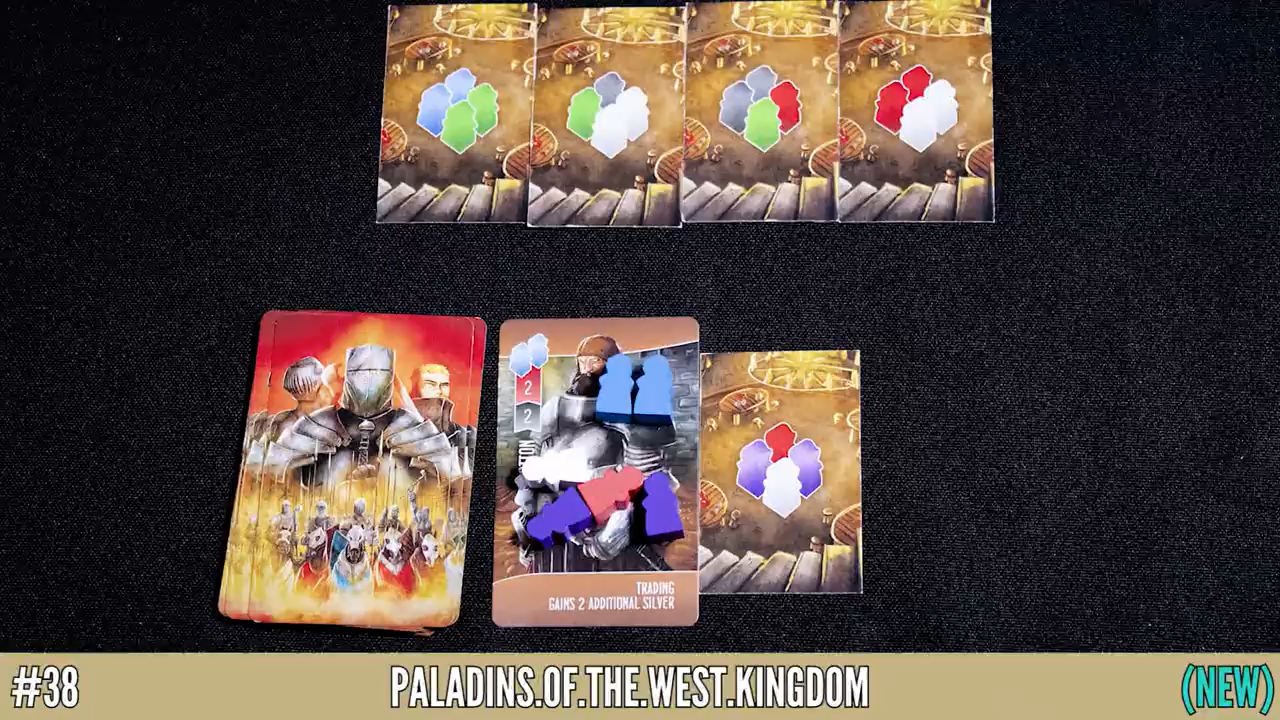 2
2
TRADING
GAINS 2 ADDITIONAL SILVER
#38
PALADINS.OF.THE.WEST.KINGDOM
(NEW)